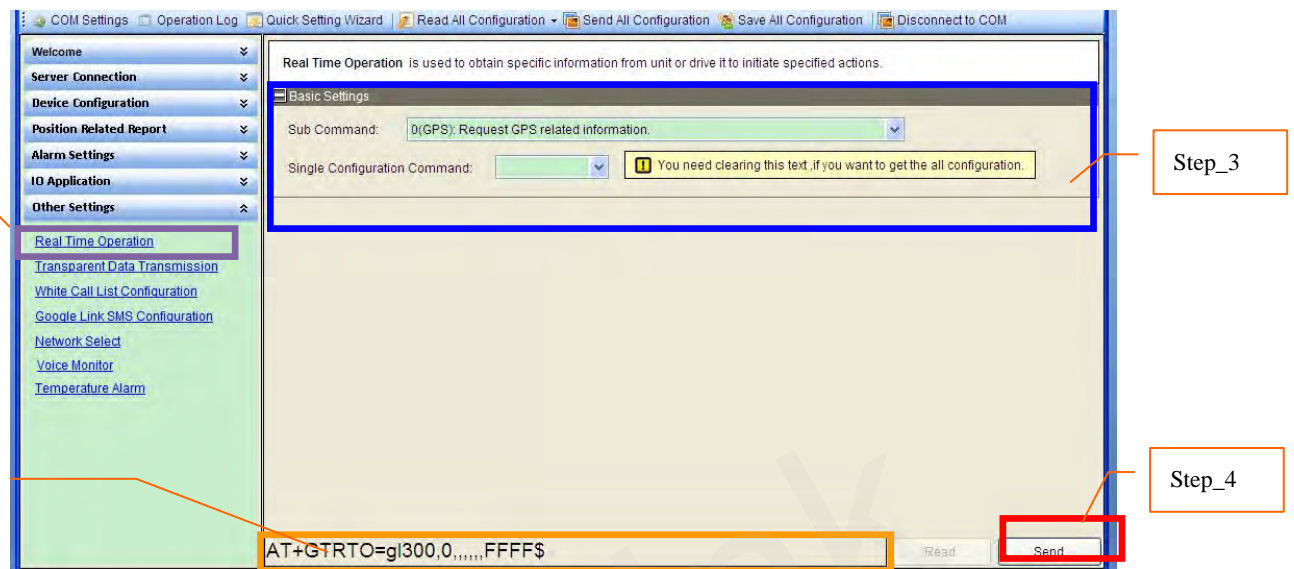 COM Settings Operation Log Quick Setting Wizard Read All Configuration Send All Configuration Save All Configuration Disconnect to COM
Welcome
Server Connection
Device Configuration
Position Related Report
Alarm Settings
IO Application
Other Settings
Real Time Operation
Transparent Data Transmission
White Call List Configuration
Google Link SMS Configuration
Network Select
Voice Monitor
Temperature Alarm
Real Time Operation is used to obtain specific information from unit or drive it to initiate specified actions.
Basic Settings
Sub Command: 0(GPS): Request GPS related information.
Single Configuration Command: You need clearing this text ,if you want to get the all configuration.
Step_3
Step_4
AT+GTRTO=gl300,0,,,,,,FFFF$
Read Send